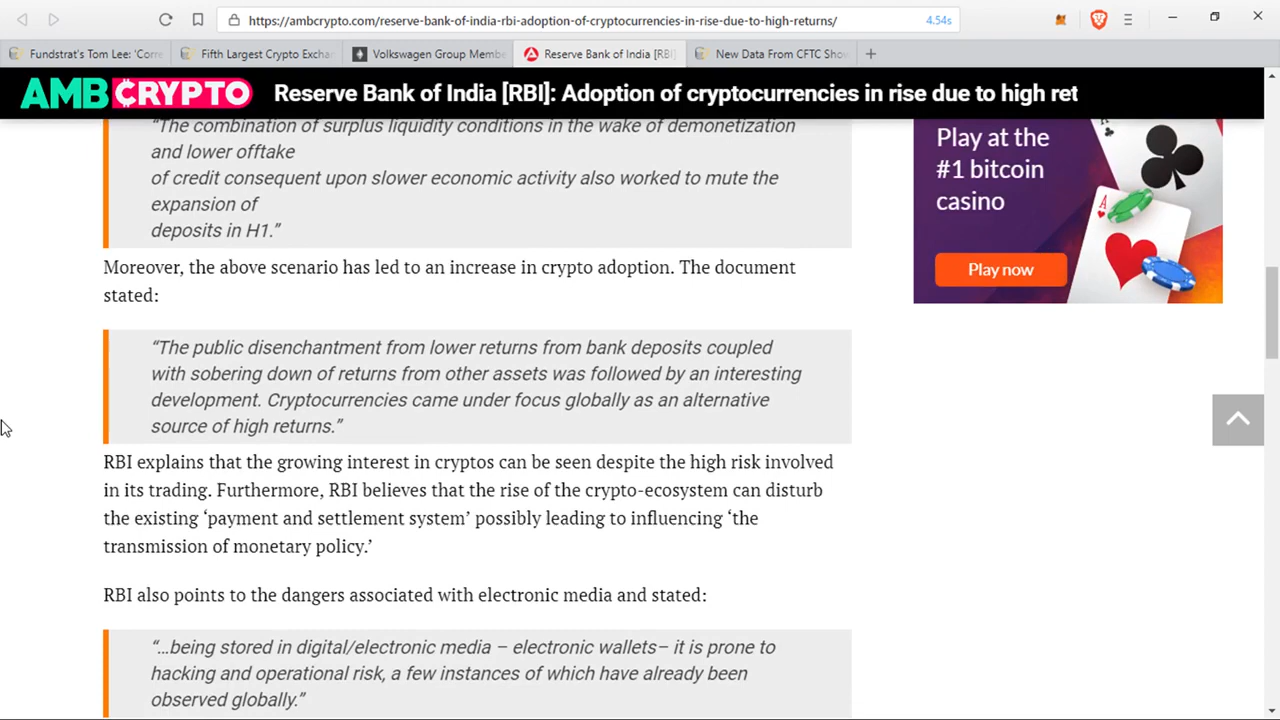 https://ambcrypto.com/reserve-bank-of-india-rbi-adoption-of-cryptocurrencies-in-rise-due-to-high-returns/
4.54s
Fundstrat's Tom Lee: 'Corre
Fifth Largest Crypto Exchan
Volkswagen Group Membe
Reserve Bank of India [RBI]
New Data From CFTC Show
AMBCRYPTO
Reserve Bank of India [RBI]: Adoption of cryptocurrencies in rise due to high ret
“The combination of surplus liquidity conditions in the wake of demonetization
and lower offtake
of credit consequent upon slower economic activity also worked to mute the
expansion of
deposits in H1.”
Moreover, the above scenario has led to an increase in crypto adoption. The document
stated:
“The public disenchantment from lower returns from bank deposits coupled
with sobering down of returns from other assets was followed by an interesting
development. Cryptocurrencies came under focus globally as an alternative
source of high returns.”
RBI explains that the growing interest in cryptos can be seen despite the high risk involved
in its trading. Furthermore, RBI believes that the rise of the crypto-ecosystem can disturb
the existing ‘payment and settlement system’ possibly leading to influencing ‘the
transmission of monetary policy.’
RBI also points to the dangers associated with electronic media and stated:
“…being stored in digital/electronic media – electronic wallets– it is prone to
hacking and operational risk, a few instances of which have already been
observed globally.”
Play at the
#1 bitcoin
casino
Play now
A